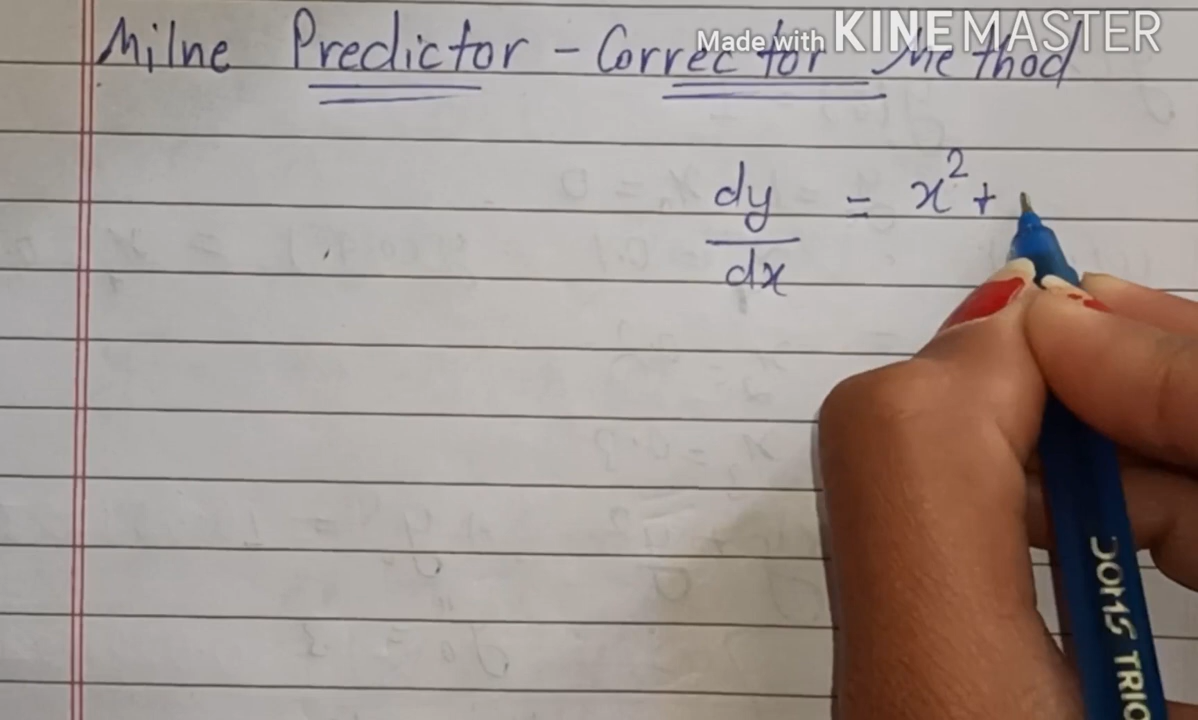 Milne Predictor - Corrector Method
Made with KINEMASTER
dy/dx = x² +
DOMS TRIO